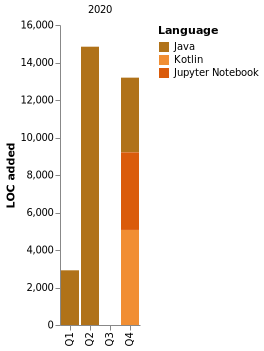 2020
Language
Java
Kotlin
Jupyter Notebook
LOC added
16,000
14,000
12,000
10,000
8,000
6,000
4,000
2,000
0
Q1
Q2
Q3
Q4